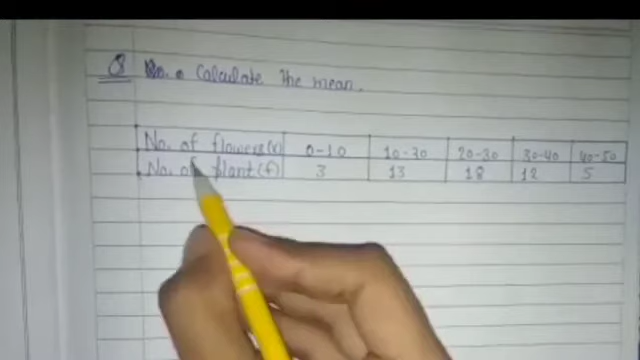 Q No. Calculate the mean.
No. of flowers(x) 0-10 10-20 20-30 30-40 40-50
No. of plant(f) 3 13 18 12 5